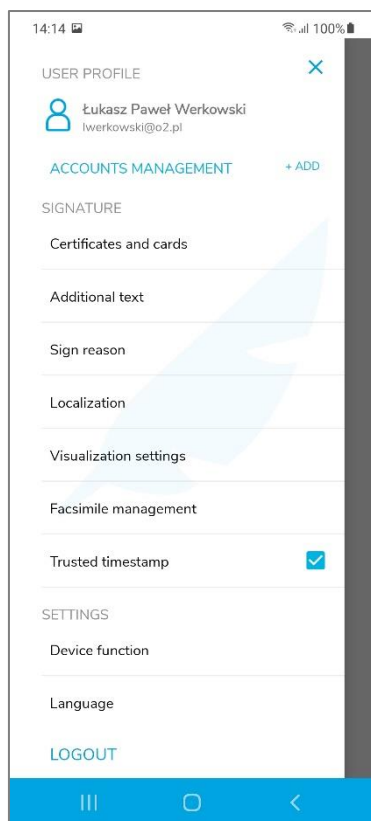 14:14 100%
USER PROFILE
Łukasz Paweł Werkowski
lwerkowski@o2.pl
ACCOUNTS MANAGEMENT + ADD
SIGNATURE
Certificates and cards
Additional text
Sign reason
Localization
Visualization settings
Facsimile management
Trusted timestamp
SETTINGS
Device function
Language
LOGOUT